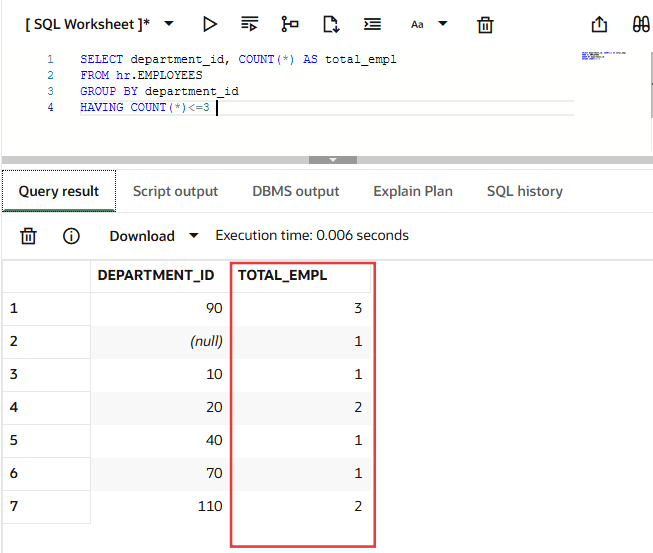 [ SQL Worksheet ]*
Aa
1 SELECT department_id, COUNT(*) AS total_empl
2 FROM hr.EMPLOYEES
3 GROUP BY department_id
4 HAVING COUNT(*)<=3
Query result Script output DBMS output Explain Plan SQL history
Download Execution time: 0.006 seconds
DEPARTMENT_ID TOTAL_EMPL
1 90 3
2 (null) 1
3 10 1
4 20 2
5 40 1
6 70 1
7 110 2